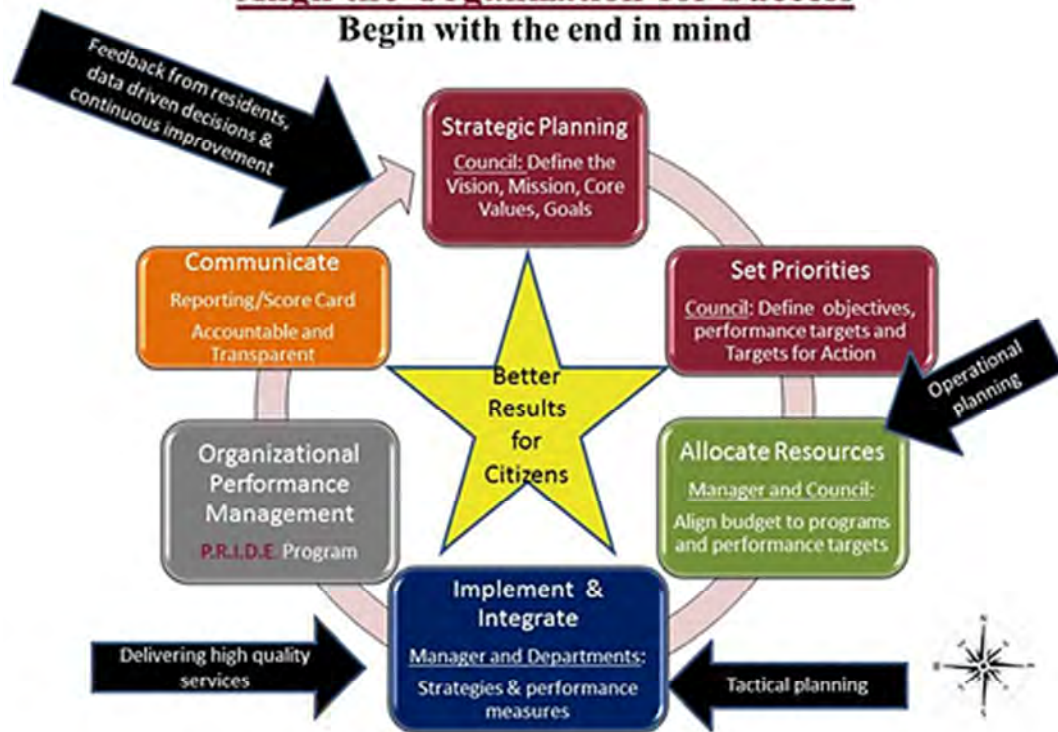 Begin with the end in mind
Feedback from residents,
data driven decisions &
continuous improvement
Strategic Planning
Council: Define the
Vision, Mission, Core
Values, Goals
Communicate
Reporting/Score Card
Accountable and
Transparent
Set Priorities
Council: Define objectives,
performance targets and
Targets for Action
Operational
planning
Better
Results
for
Citizens
Organizational
Performance
Management
P.R.I.D.E. Program
Allocate Resources
Manager and Council:
Align budget to programs
and performance targets
Implement &
Integrate
Manager and Departments:
Strategies & performance
measures
Delivering high quality
services
Tactical planning